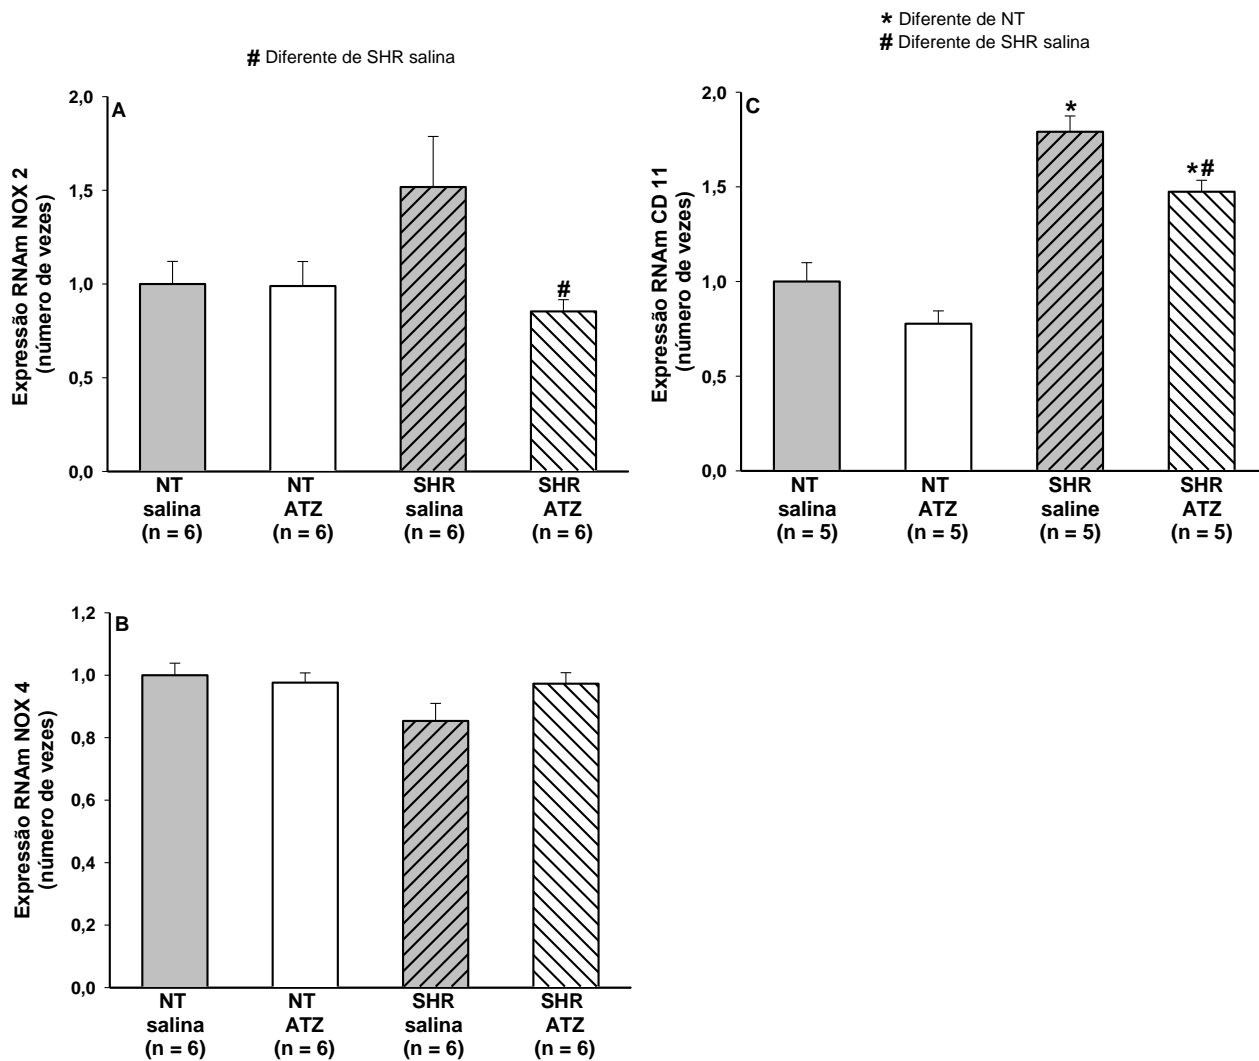 # Diferente de SHR salina
A
Expressão RNAm NOX 2
(número de vezes)
2,0
1,5
1,0
0,5
0,0
#
NT NT SHR SHR
salina ATZ salina ATZ
(n = 6) (n = 6) (n = 6) (n = 6)
* Diferente de NT
# Diferente de SHR salina
C
Expressão RNAm CD 11
(número de vezes)
2,0
1,5
1,0
0,5
0,0
*
*#
NT NT SHR SHR
salina ATZ saline ATZ
(n = 5) (n = 5) (n = 5) (n = 5)
B
Expressão RNAm NOX 4
(número de vezes)
1,2
1,0
0,8
0,6
0,4
0,2
0,0
NT NT SHR SHR
salina ATZ salina ATZ
(n = 6) (n = 6) (n = 6) (n = 6)